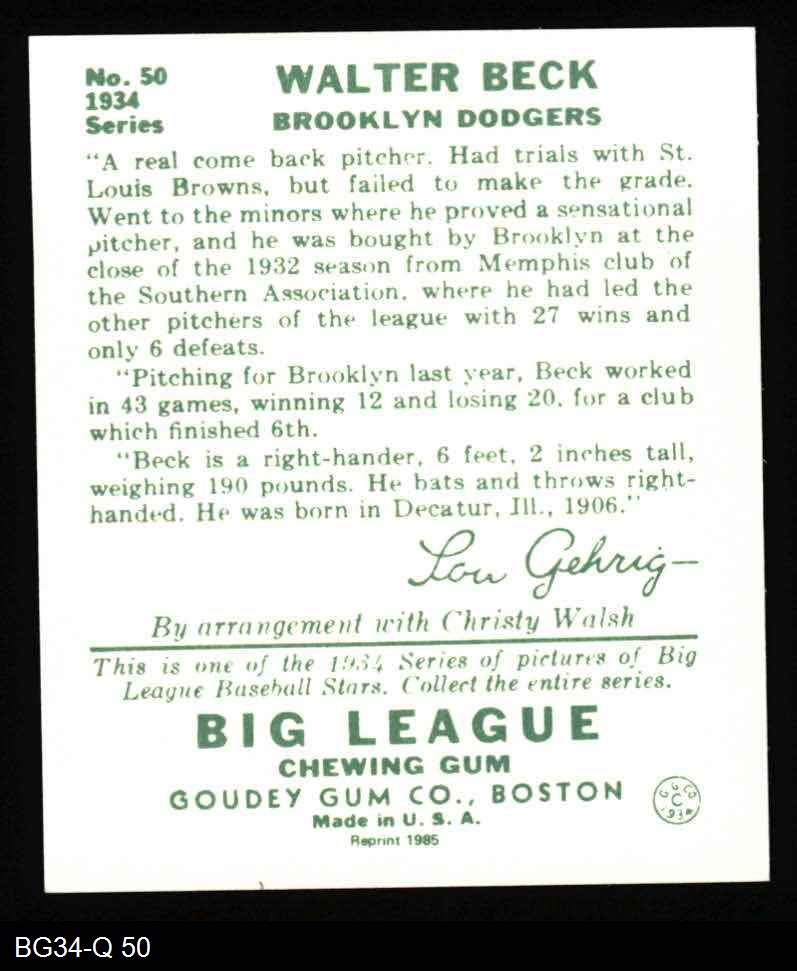 No. 50
1934
Series
WALTER BECK
BROOKLYN DODGERS
"A real come back pitcher. Had trials with St.
Louis Browns, but failed to make the grade.
Went to the minors where he proved a sensational
pitcher, and he was bought by Brooklyn at the
close of the 1932 season from Memphis club of
the Southern Association, where he had led the
other pitchers of the league with 27 wins and
only 6 defeats.
"Pitching for Brooklyn last year, Beck worked
in 43 games, winning 12 and losing 20, for a club
which finished 6th.
"Beck is a right-hander, 6 feet, 2 inches tall,
weighing 190 pounds. He bats and throws right-
handed. He was born in Decatur, Ill., 1906."
Lou Gehrig—
By arrangement with Christy Walsh
This is one of the 1934 Series of pictures of Big
League Baseball Stars. Collect the entire series.
BIG LEAGUE
CHEWING GUM
GOUDEY GUM CO., BOSTON
Made in U. S. A.
Reprint 1985
G G CO
C
1934
BG34-Q 50